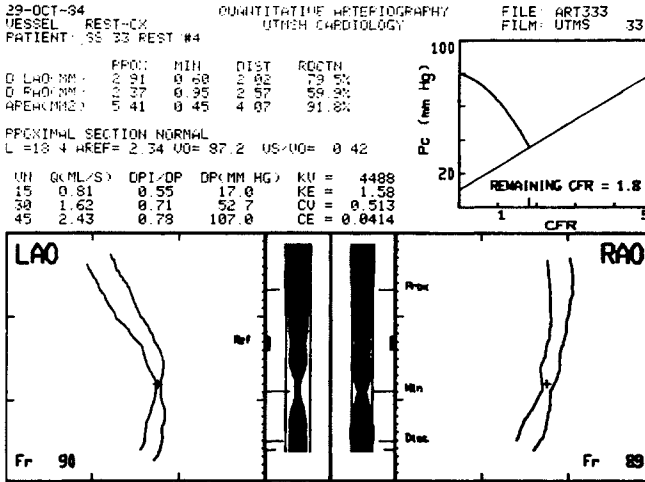 29-OCT-84 QUANTITATIVE ARTERIOGRAPHY FILE: ART333
VESSEL REST-CX UTMSH CARDIOLOGY FILM: UTMS 33
PATIENT: SS 33 REST #4
PROX MIN DIST RDCTN
D LAO(MM) 2.91 0.60 2.02 79.5%
D RAO(MM) 2.37 0.95 2.57 59.9%
AREA(MM2) 5.41 0.45 4.07 91.8%
PROXIMAL SECTION NORMAL
L =18.4 AREF= 2.34 VO= 87.2 VS/VO= 0.42
VN Q(ML/S) DPI/DP DP(MM HG) KV = 4488
15 0.81 0.55 17.0 KE = 1.58
30 1.62 0.71 52.7 CV = 0.513
45 2.43 0.78 107.0 CE = 0.0414
100
Pc (mm Hg)
20
REMAINING CFR = 1.8
1 5
CFR
LAO
Fr 90
Ref
Prox
Min
Dist
RAO
Fr 89